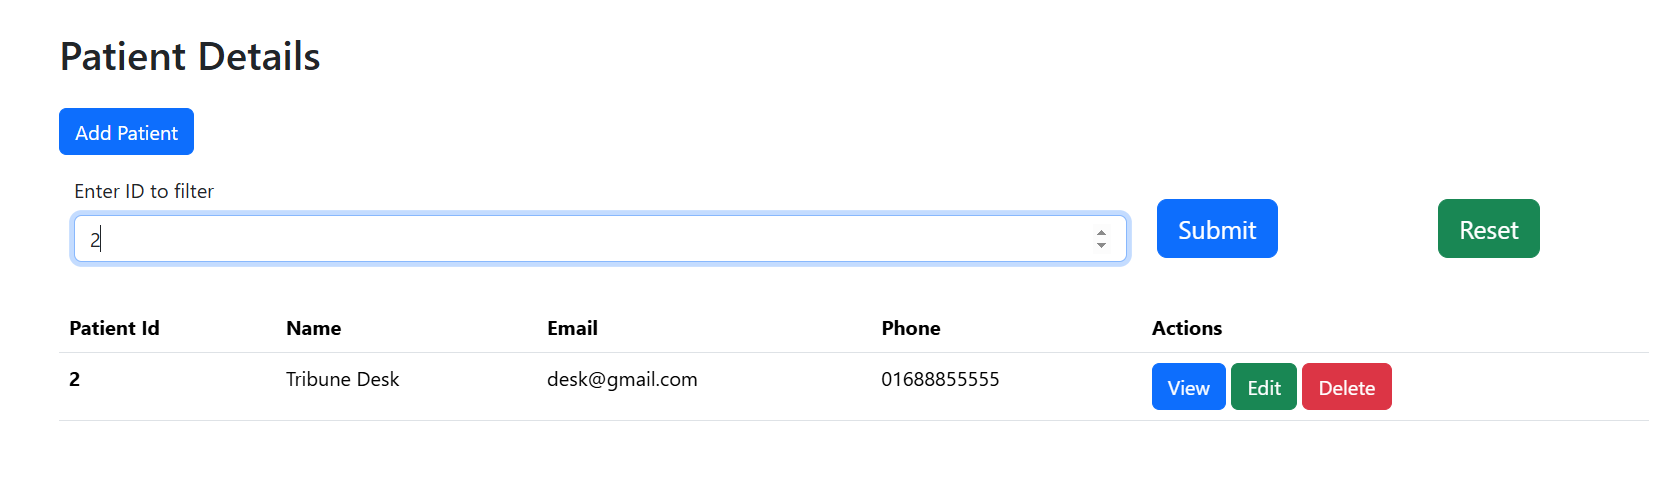 Patient Details
Add Patient
Enter ID to filter
2
Submit
Reset
Patient Id Name Email Phone Actions
2 Tribune Desk desk@gmail.com 01688855555 View Edit Delete